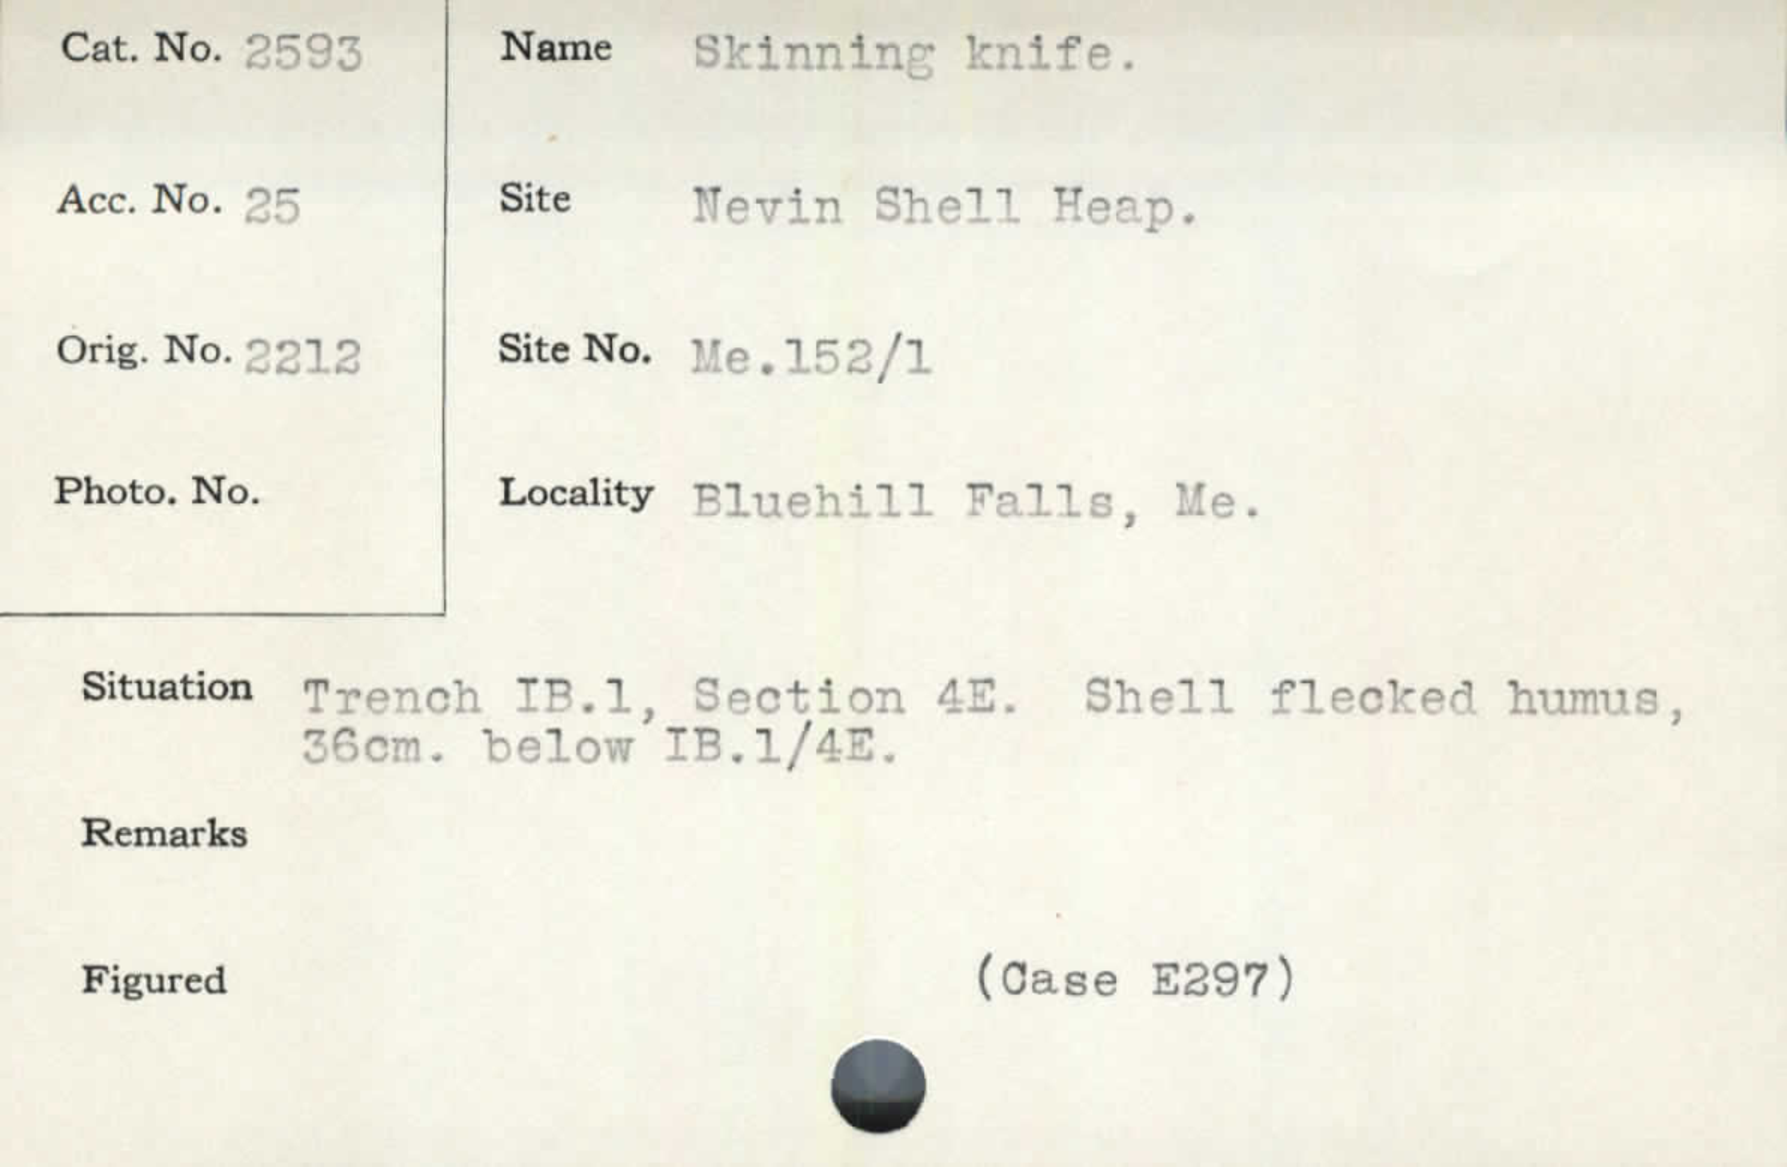 Cat. No. 2593
Name Skinning knife.
Acc. No. 25
Site Nevin Shell Heap.
Orig. No. 2212
Site No. Me.152/1
Photo. No.
Locality Bluehill Falls, Me.
Situation Trench IB.1, Section 4E. Shell flecked humus,
36cm. below IB.1/4E.
Remarks
Figured (Case E297)